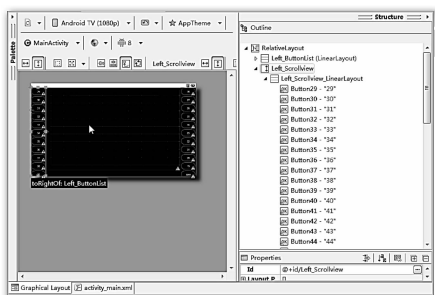 Android TV (1080p)
AppTheme
MainActivity
8
Left_Scrollview
Palette
toRightOf: Left_ButtonList
Graphical Layout
activity_main.xml
Structure
Outline
RelativeLayout
Left_ButtonList (LinearLayout)
Left_Scrollview
Left_Scrollview_LinearLayout
Button29 - "29"
Button30 - "30"
Button31 - "31"
Button32 - "32"
Button33 - "33"
Button34 - "34"
Button35 - "35"
Button36 - "36"
Button37 - "37"
Button38 - "38"
Button39 - "39"
Button40 - "40"
Button41 - "41"
Button42 - "42"
Button43 - "43"
Button44 - "44"
Properties
Id @+id/Left_Scrollview